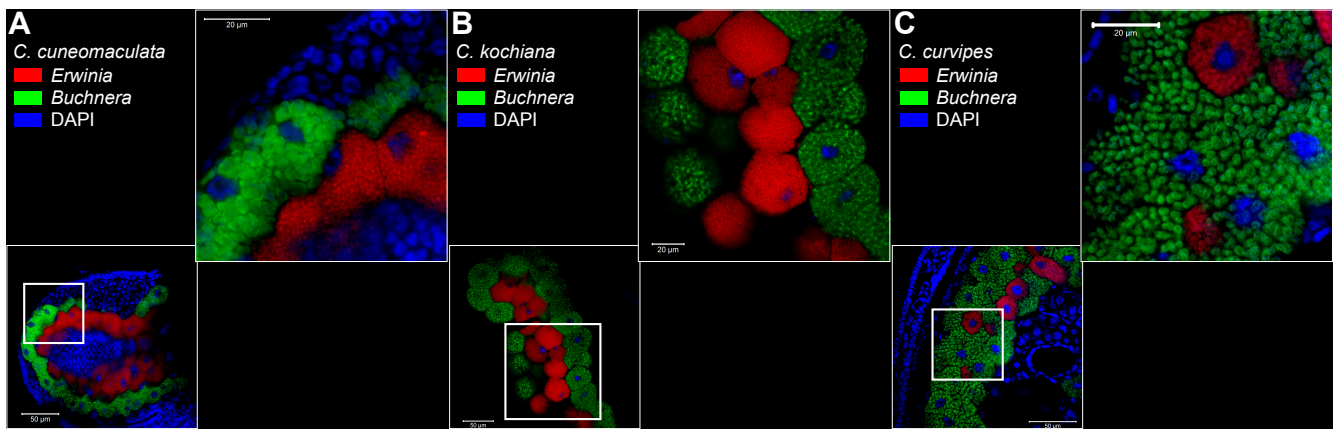 A
C. cuneomaculata
Erwinia
Buchnera
DAPI
20 µm
50 µm
B
C. kochiana
Erwinia
Buchnera
DAPI
20 µm
50 µm
C
C. curvipes
Erwinia
Buchnera
DAPI
20 µm
50 µm